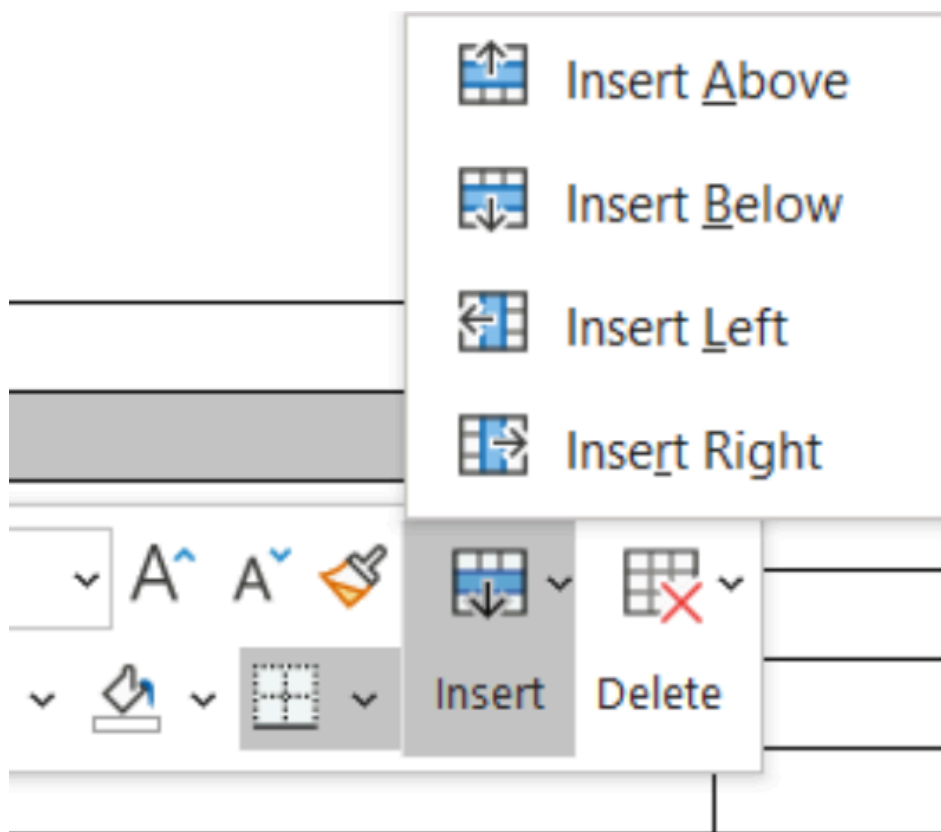 Insert Above
Insert Below
Insert Left
Insert Right
A A
Insert Delete